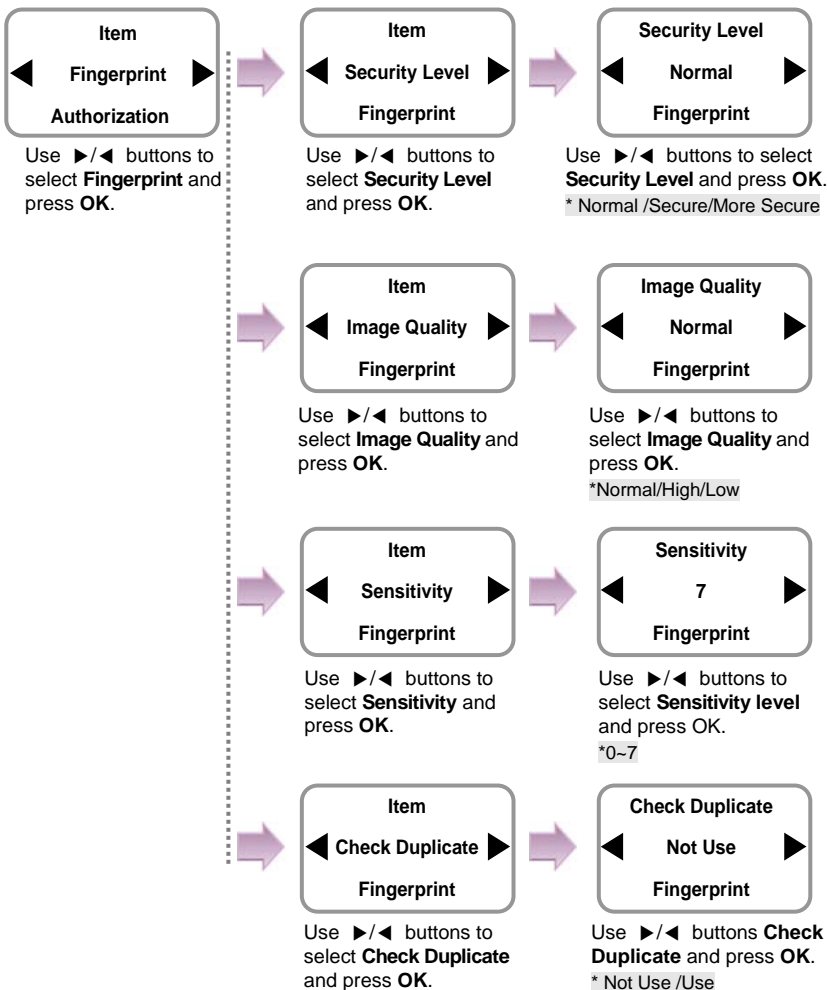 Item
Fingerprint
Authorization
Use ▶/◀ buttons to
select Fingerprint and
press OK.
Item
Security Level
Fingerprint
Use ▶/◀ buttons to
select Security Level
and press OK.
Security Level
Normal
Fingerprint
Use ▶/◀ buttons to select
Security Level and press OK.
* Normal /Secure/More Secure
Item
Image Quality
Fingerprint
Use ▶/◀ buttons to
select Image Quality and
press OK.
Image Quality
Normal
Fingerprint
Use ▶/◀ buttons to
select Image Quality and
press OK.
*Normal/High/Low
Item
Sensitivity
Fingerprint
Use ▶/◀ buttons to
select Sensitivity and
press OK.
Sensitivity
7
Fingerprint
Use ▶/◀ buttons to
select Sensitivity level
and press OK.
*0~7
Item
Check Duplicate
Fingerprint
Use ▶/◀ buttons to
select Check Duplicate
and press OK.
Check Duplicate
Not Use
Fingerprint
Use ▶/◀ buttons Check
Duplicate and press OK.
* Not Use /Use